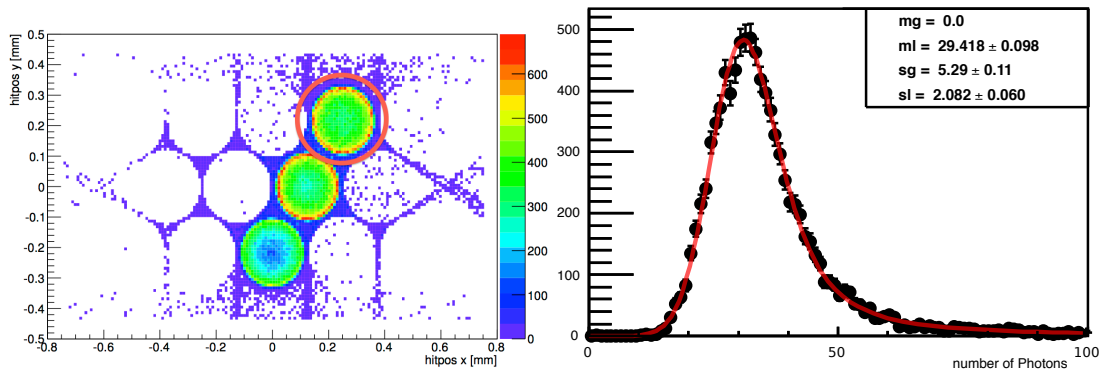 hitpos y [mm]
0.5
0.4
0.3
0.2
0.1
0
-0.1
-0.2
-0.3
-0.4
-0.5
-0.8 -0.6 -0.4 -0.2 0 0.2 0.4 0.6 0.8
hitpos x [mm]
600
500
400
300
200
100
0
500
400
300
200
100
0
0 50 100
number of Photons
mg = 0.0
ml = 29.418 ± 0.098
sg = 5.29 ± 0.11
sl = 2.082 ± 0.060